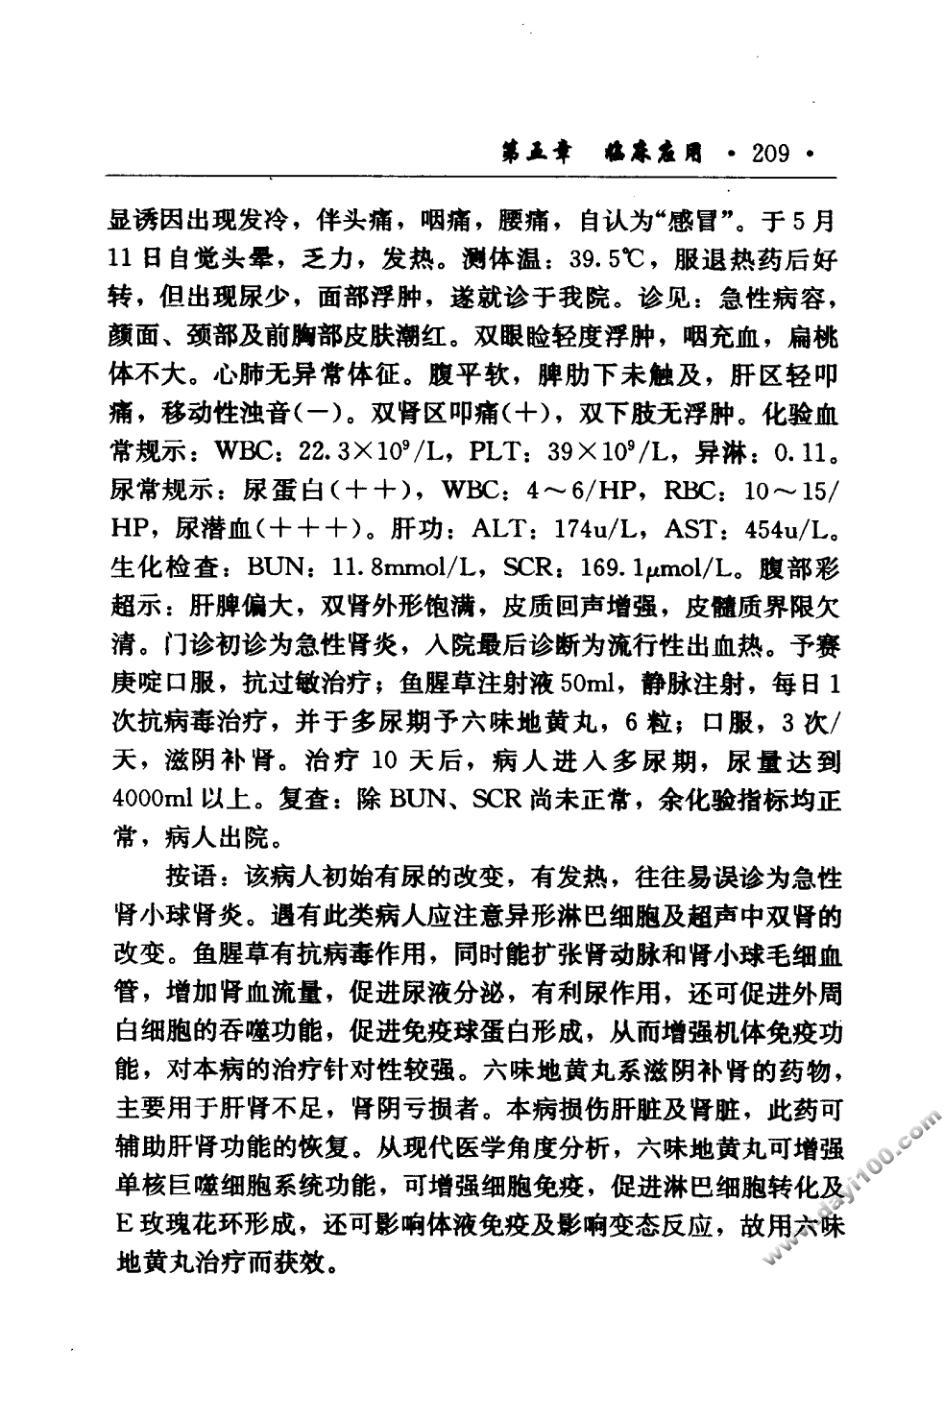 第五章 临床应用 · 209 ·
显诱因出现发冷，伴头痛，咽痛，腰痛，自认为“感冒”。于 5 月
11 日自觉头晕，乏力，发热。测体温：39.5℃，服退热药后好
转，但出现尿少，面部浮肿，遂就诊于我院。诊见：急性病容，
颜面、颈部及前胸部皮肤潮红。双眼睑轻度浮肿，咽充血，扁桃
体不大。心肺无异常体征。腹平软，脾肋下未触及，肝区轻叩
痛，移动性浊音(－)。双肾区叩痛(＋)，双下肢无浮肿。化验血
常规示：WBC：22.3×10⁹/L，PLT：39×10⁹/L，异淋：0.11。
尿常规示：尿蛋白(＋＋)，WBC：4～6/HP，RBC：10～15/
HP，尿潜血(＋＋＋)。肝功：ALT：174u/L，AST：454u/L。
生化检查：BUN：11.8mmol/L，SCR：169.1μmol/L。腹部彩
超示：肝脾偏大，双肾外形饱满，皮质回声增强，皮髓质界限欠
清。门诊初诊为急性肾炎，入院最后诊断为流行性出血热。予赛
庚啶口服，抗过敏治疗；鱼腥草注射液 50ml，静脉注射，每日 1
次抗病毒治疗，并于多尿期予六味地黄丸，6 粒；口服，3 次/
天，滋阴补肾。治疗 10 天后，病人进入多尿期，尿量达到
4000ml 以上。复查：除 BUN、SCR 尚未正常，余化验指标均正
常，病人出院。
按语：该病人初始有尿的改变，有发热，往往易误诊为急性
肾小球肾炎。遇有此类病人应注意异形淋巴细胞及超声中双肾的
改变。鱼腥草有抗病毒作用，同时能扩张肾动脉和肾小球毛细血
管，增加肾血流量，促进尿液分泌，有利尿作用，还可促进外周
白细胞的吞噬功能，促进免疫球蛋白形成，从而增强机体免疫功
能，对本病的治疗针对性较强。六味地黄丸系滋阴补肾的药物，
主要用于肝肾不足，肾阴亏损者。本病损伤肝脏及肾脏，此药可
辅助肝肾功能的恢复。从现代医学角度分析，六味地黄丸可增强
单核巨噬细胞系统功能，可增强细胞免疫，促进淋巴细胞转化及
E 玫瑰花环形成，还可影响体液免疫及影响变态反应，故用六味
地黄丸治疗而获效。
www.dayi100.com